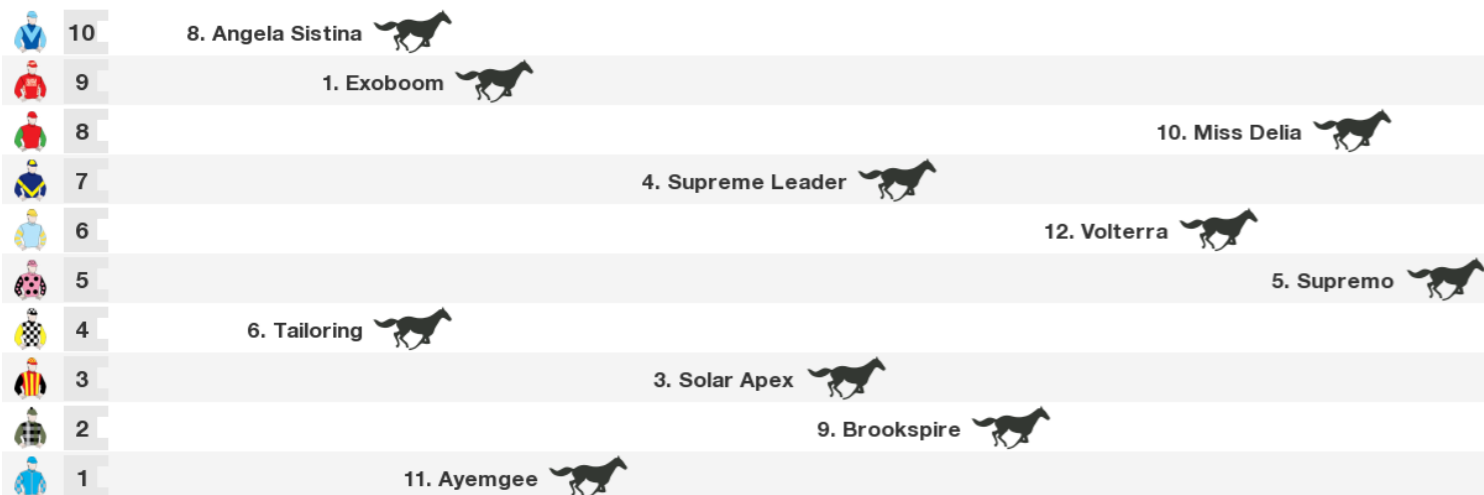 10 8. Angela Sistina
9 1. Exoboom
8 10. Miss Delia
7 4. Supreme Leader
6 12. Volterra
5 5. Supremo
4 6. Tailoring
3 3. Solar Apex
2 9. Brookspire
1 11. Ayemgee